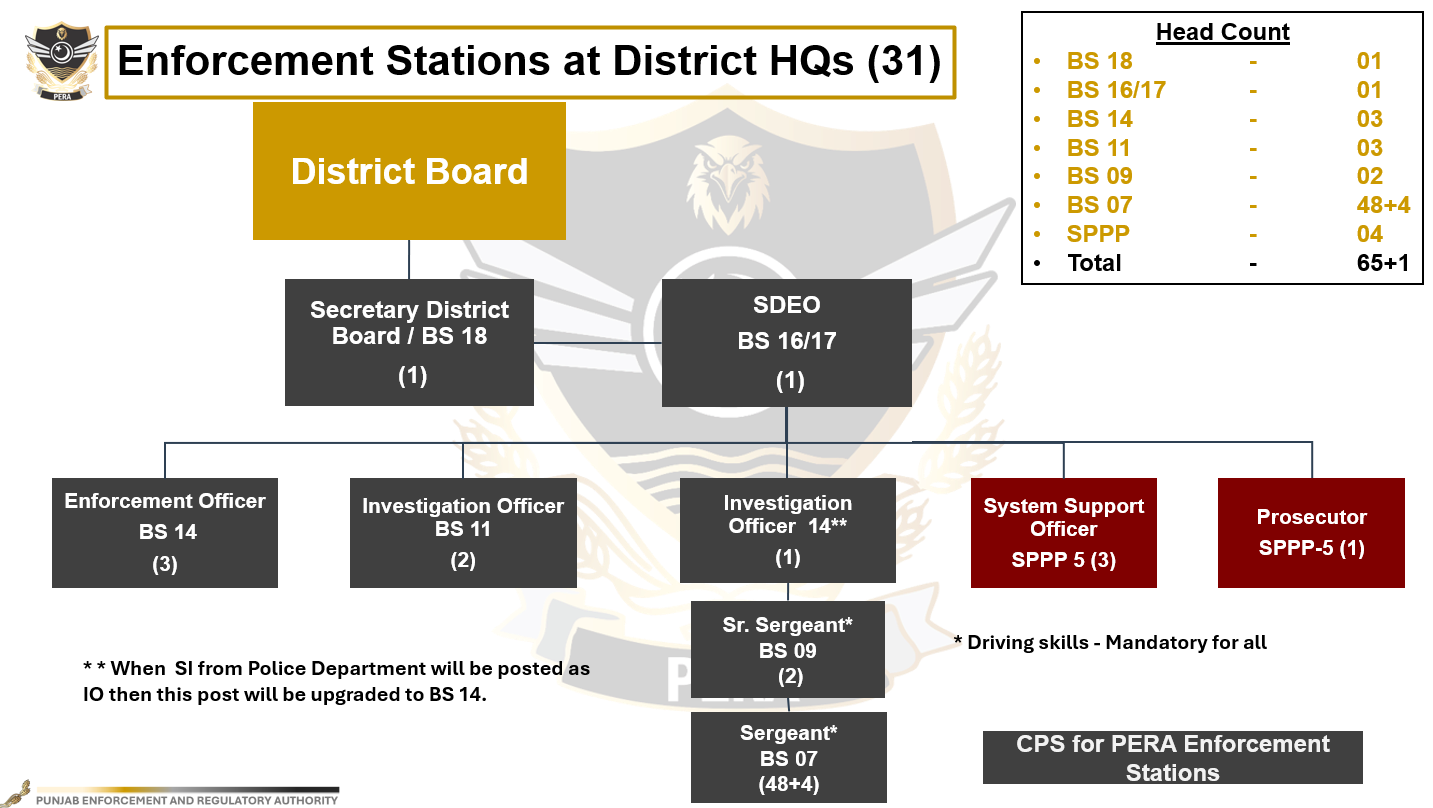 PERA
Enforcement Stations at District HQs (31)
Head Count
• BS 18 - 01
• BS 16/17 - 01
• BS 14 - 03
• BS 11 - 03
• BS 09 - 02
• BS 07 - 48+4
• SPPP - 04
• Total - 65+1
District Board
Secretary District
Board / BS 18
(1)
SDEO
BS 16/17
(1)
Enforcement Officer
BS 14
(3)
Investigation Officer
BS 11
(2)
Investigation
Officer 14**
(1)
System Support
Officer
SPPP 5 (3)
Prosecutor
SPPP-5 (1)
Sr. Sergeant*
BS 09
(2)
* Driving skills - Mandatory for all
* * When SI from Police Department will be posted as
IO then this post will be upgraded to BS 14.
PERA
Sergeant*
BS 07
(48+4)
CPS for PERA Enforcement
Stations
PUNJAB ENFORCEMENT AND REGULATORY AUTHORITY